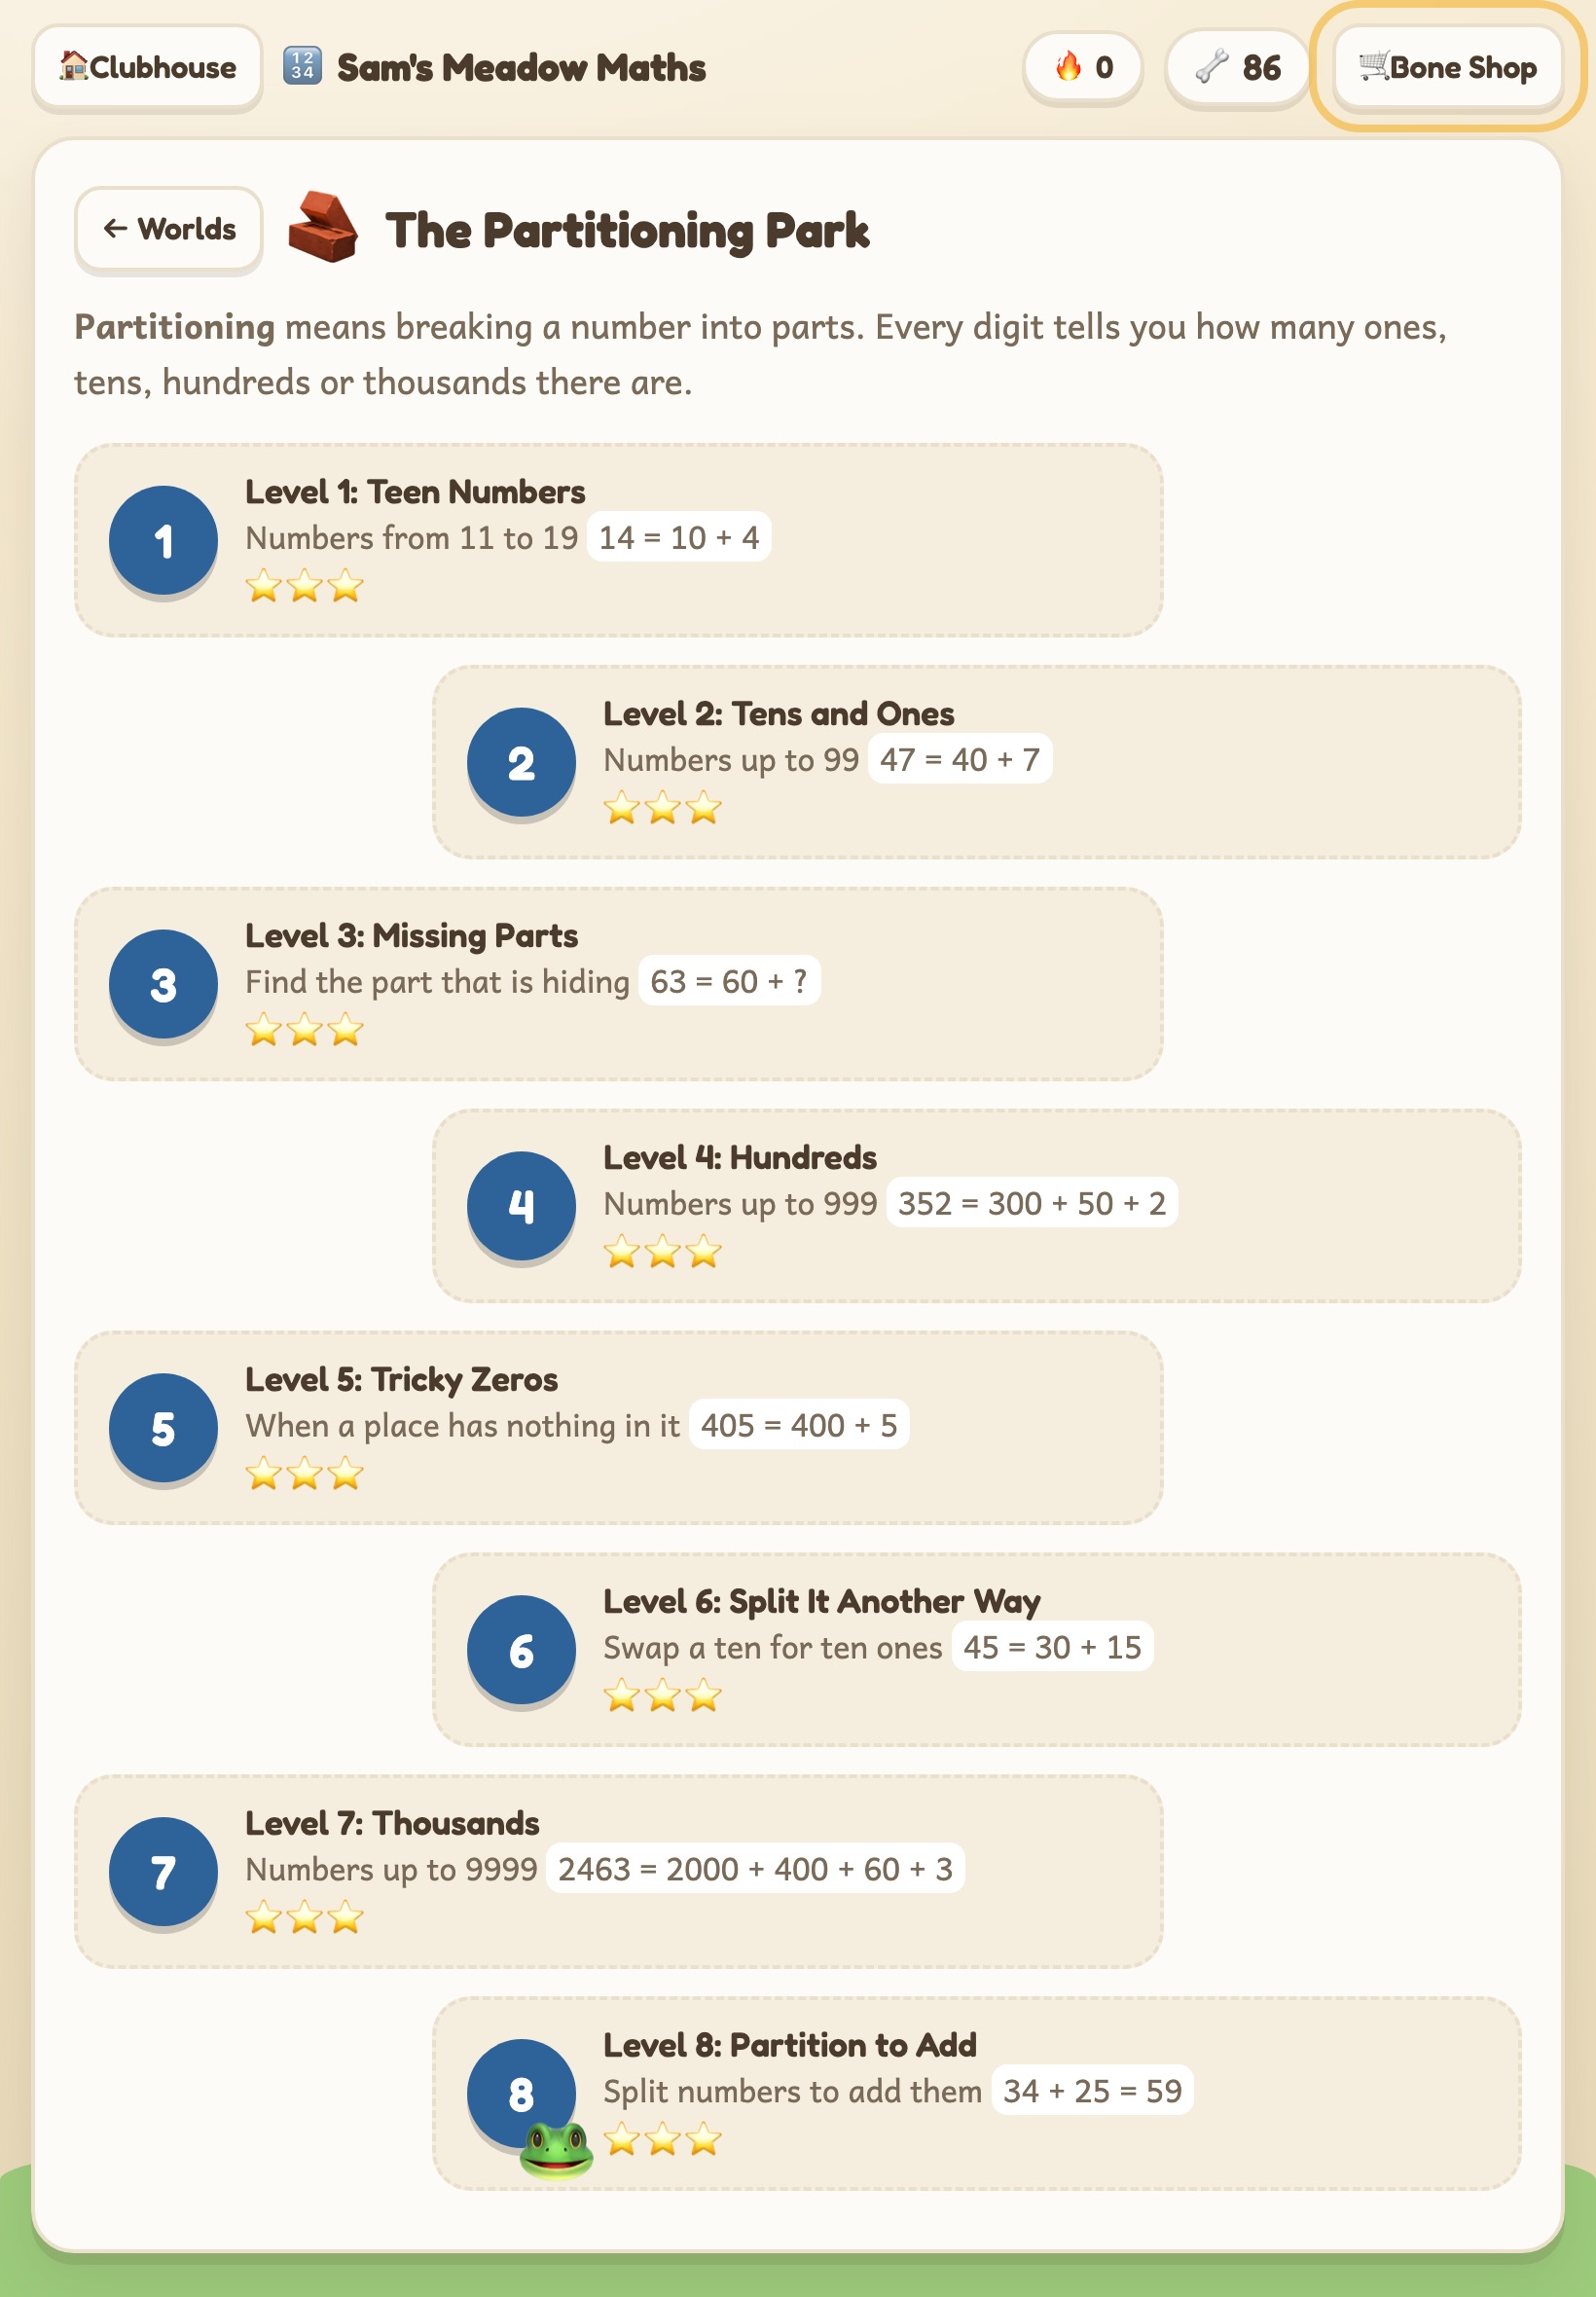 Clubhouse
1234
Sam's Meadow Maths
0
86
Bone Shop
← Worlds
The Partitioning Park
Partitioning means breaking a number into parts. Every digit tells you how many ones,
tens, hundreds or thousands there are.
1
Level 1: Teen Numbers
Numbers from 11 to 19 14 = 10 + 4
2
Level 2: Tens and Ones
Numbers up to 99 47 = 40 + 7
3
Level 3: Missing Parts
Find the part that is hiding 63 = 60 + ?
4
Level 4: Hundreds
Numbers up to 999 352 = 300 + 50 + 2
5
Level 5: Tricky Zeros
When a place has nothing in it 405 = 400 + 5
6
Level 6: Split It Another Way
Swap a ten for ten ones 45 = 30 + 15
7
Level 7: Thousands
Numbers up to 9999 2463 = 2000 + 400 + 60 + 3
8
Level 8: Partition to Add
Split numbers to add them 34 + 25 = 59